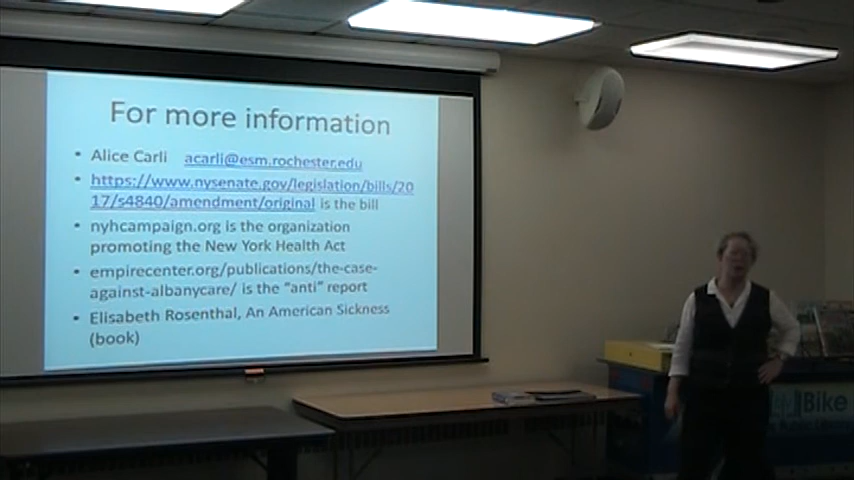 For more information
• Alice Carli acarli@esm.rochester.edu
• https://www.nysenate.gov/legislation/bills/20
17/s4840/amendment/original is the bill
• nyhcampaign.org is the organization
promoting the New York Health Act
• empirecenter.org/publications/the-case-
against-albanycare/ is the "anti" report
• Elisabeth Rosenthal, An American Sickness
(book)
Bike
Public Library